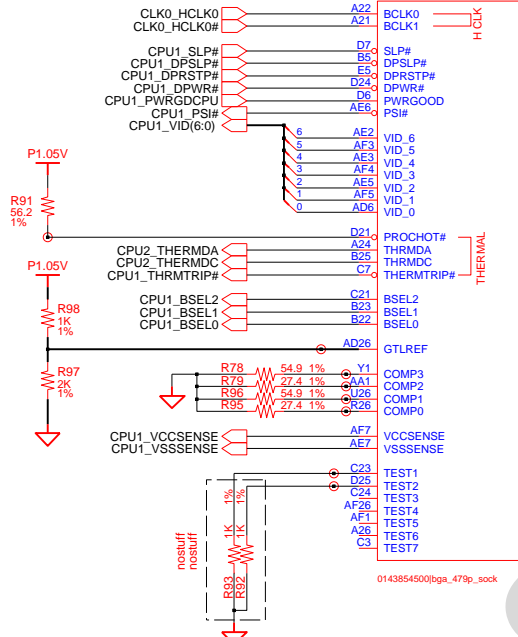 CLK0_HCLK0 A22 BCLK0
CLK0_HCLK0# A21 BCLK1
H CLK
CPU1_SLP# D7 SLP#
CPU1_DPSLP# B5 DPSLP#
CPU1_DPRSTP# E5 DPRSTP#
CPU1_DPWR# D24 DPWR#
CPU1_PWRGDCPU D6 PWRGOOD
CPU1_PSI# AE6 PSI#
CPU1_VID(6:0)
6 AE2 VID_6
5 AF3 VID_5
4 AE3 VID_4
3 AF4 VID_3
2 AE5 VID_2
1 AF5 VID_1
0 AD6 VID_0
P1.05V
R91
56.2
1%
D21 PROCHOT#
CPU2_THERMDA A24 THRMDA
CPU2_THERMDC B25 THRMDC
CPU1_THRMTRIP# C7 THERMTRIP#
THERMAL
P1.05V
CPU1_BSEL2 C21 BSEL2
CPU1_BSEL1 B23 BSEL1
CPU1_BSEL0 B22 BSEL0
R98
1K
1%
AD26 GTLREF
R97
2K
1%
R78 54.9 1% Y1 COMP3
R79 27.4 1% AA1 COMP2
R96 54.9 1% U26 COMP1
R95 27.4 1% R26 COMP0
CPU1_VCCSENSE AF7 VCCSENSE
CPU1_VSSSENSE AE7 VSSSENSE
C23 TEST1
D25 TEST2
C24 TEST3
AF26 TEST4
AF1 TEST5
A26 TEST6
C3 TEST7
nostuff
nostuff
R93 1K 1%
R92 1K 1%
0143854500|bga_479p_sock